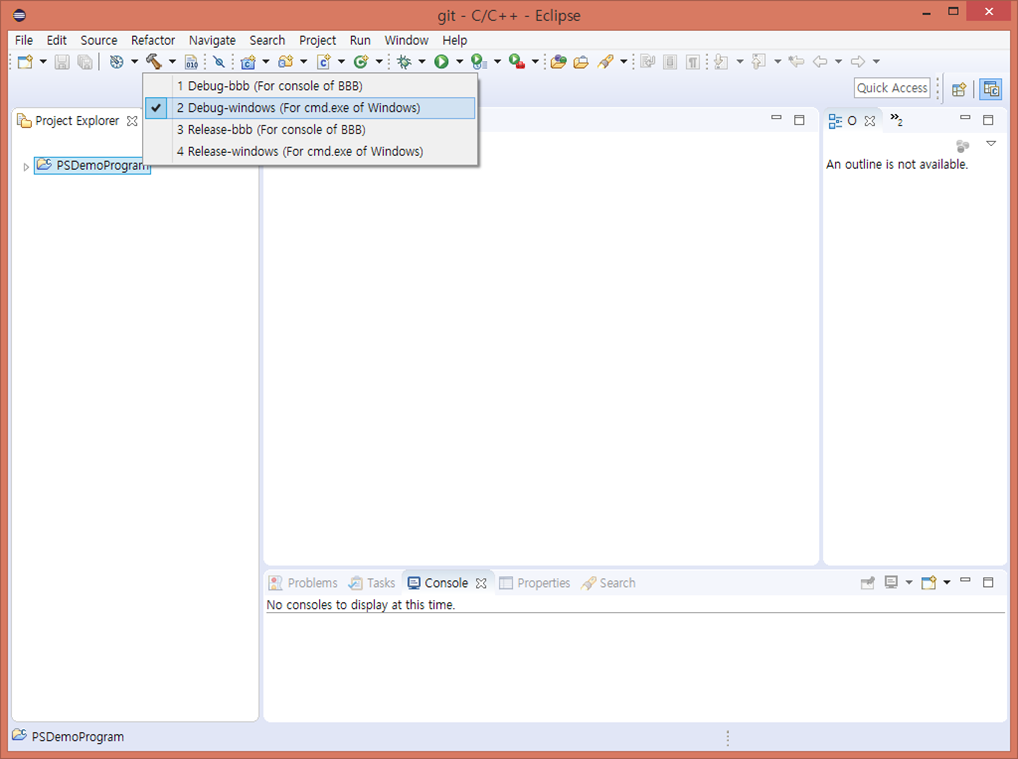 git - C/C++ - Eclipse
File Edit Source Refactor Navigate Search Project Run Window Help
010
Quick Access
1 Debug-bbb (For console of BBB)
2 Debug-windows (For cmd.exe of Windows)
3 Release-bbb (For console of BBB)
4 Release-windows (For cmd.exe of Windows)
Project Explorer
PSDemoProgram
O »2
An outline is not available.
Problems Tasks Console Properties Search
No consoles to display at this time.
PSDemoProgram